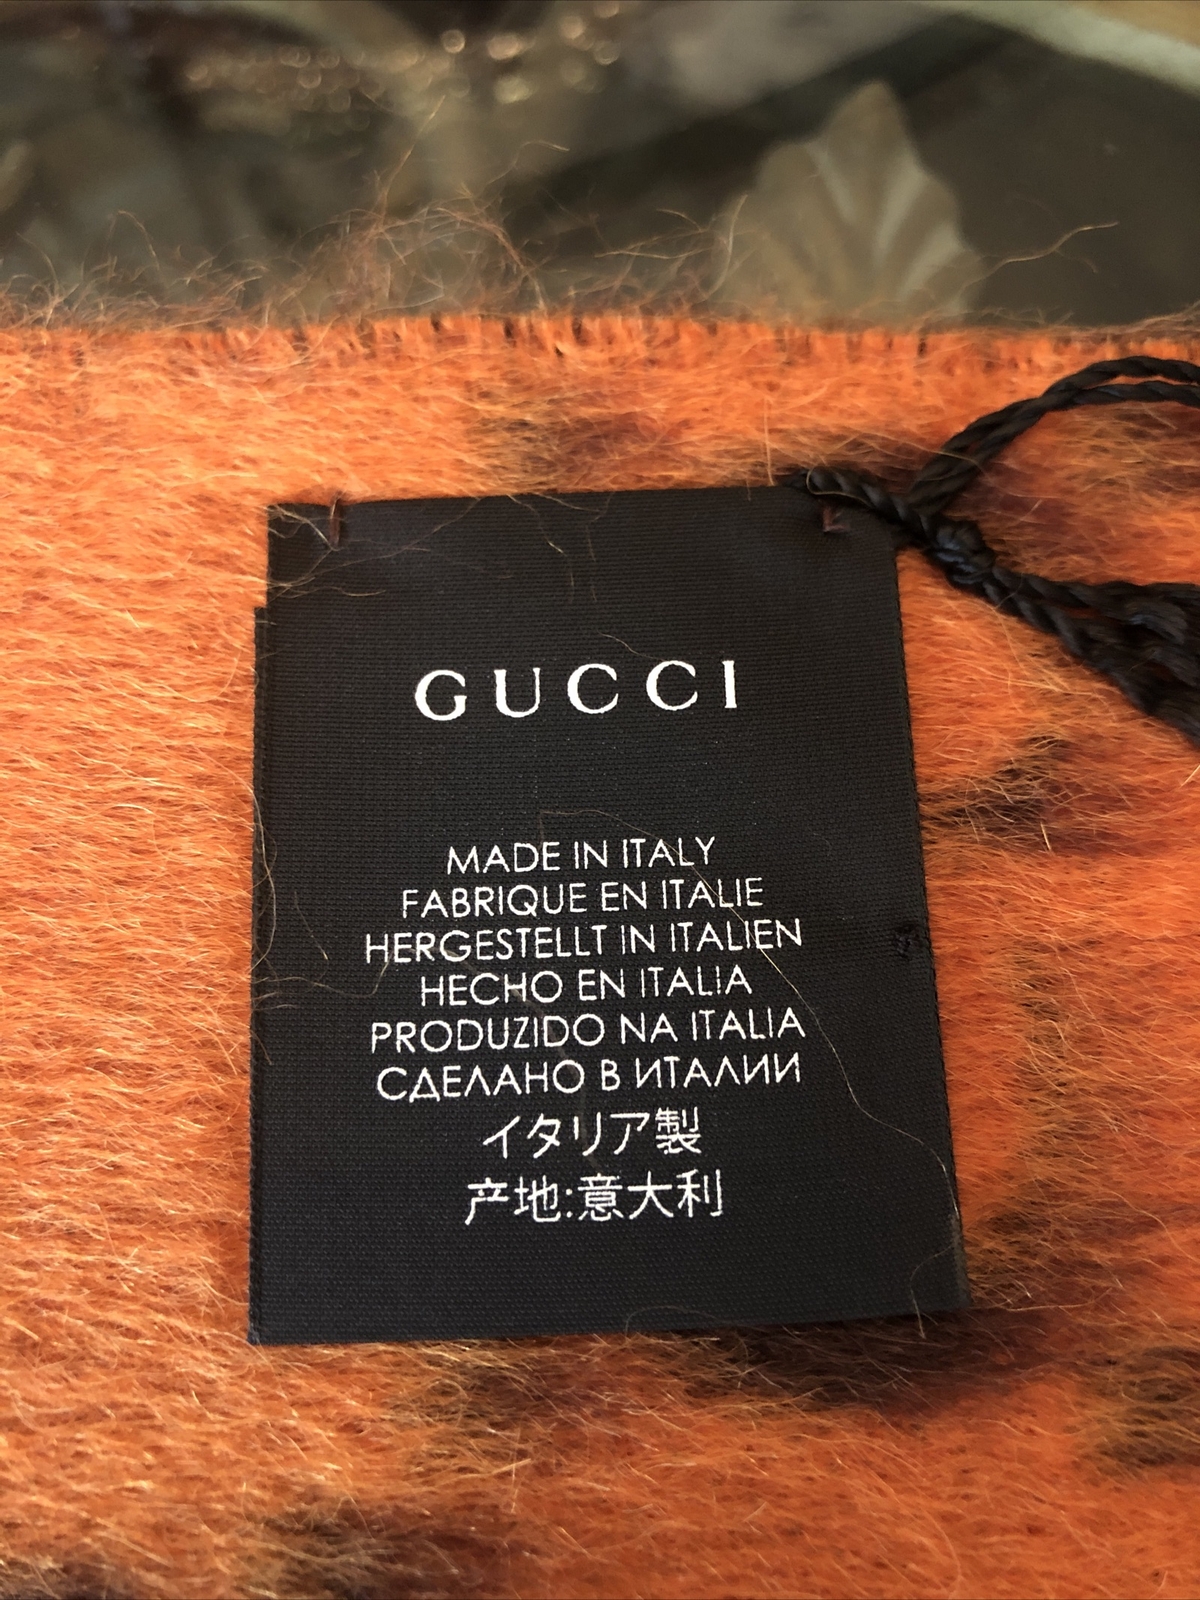 GUCCI
MADE IN ITALY
FABRIQUE EN ITALIE
HERGESTELLT IN ITALIEN
HECHO EN ITALIA
PRODUZIDO NA ITALIA
СДЕЛАНО В ИТАЛИИ
イタリア製
产地:意大利